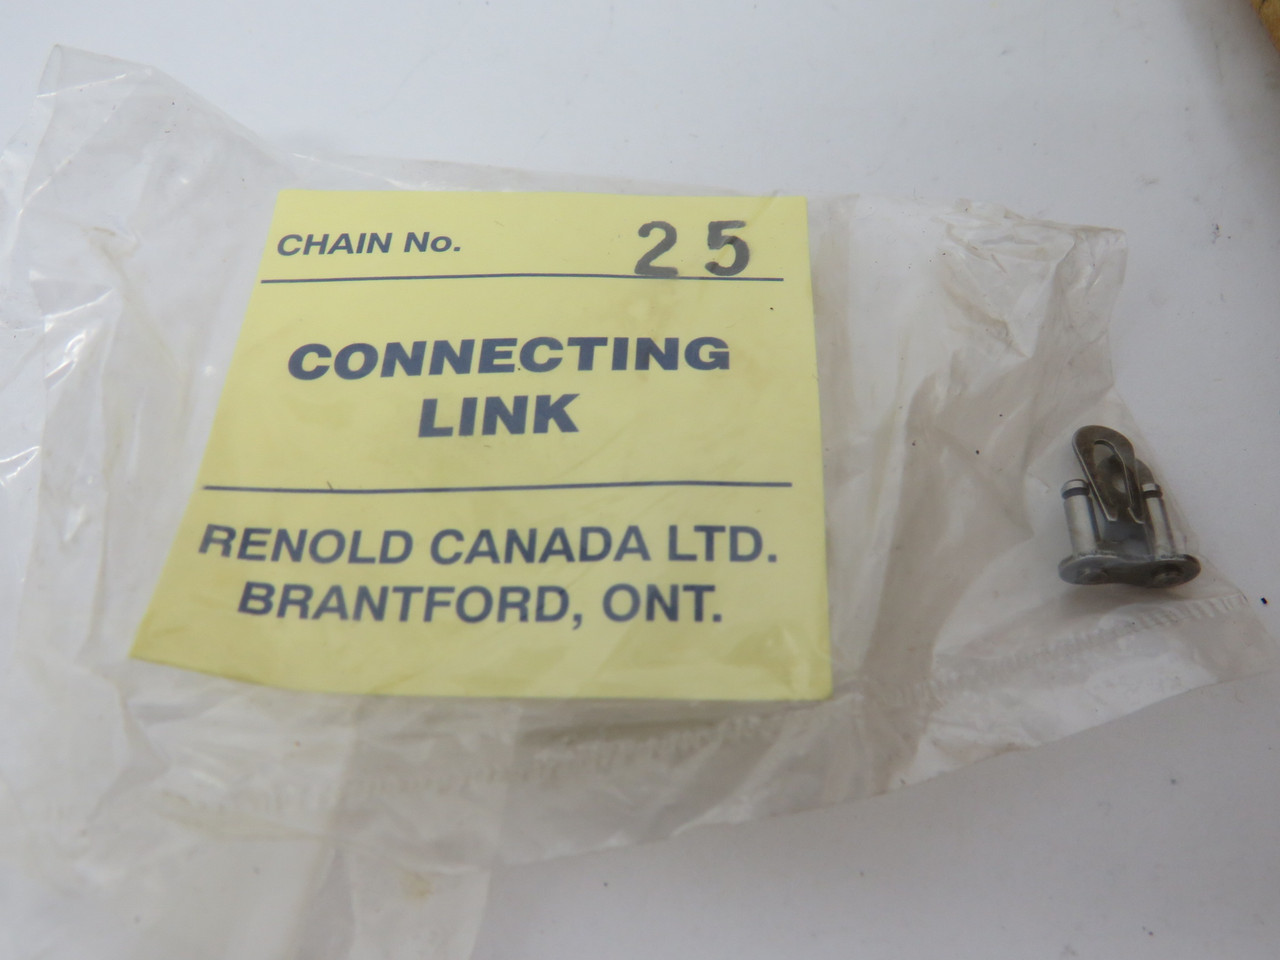 CHAIN No. 25
CONNECTING
LINK
RENOLD CANADA LTD.
BRANTFORD, ONT.